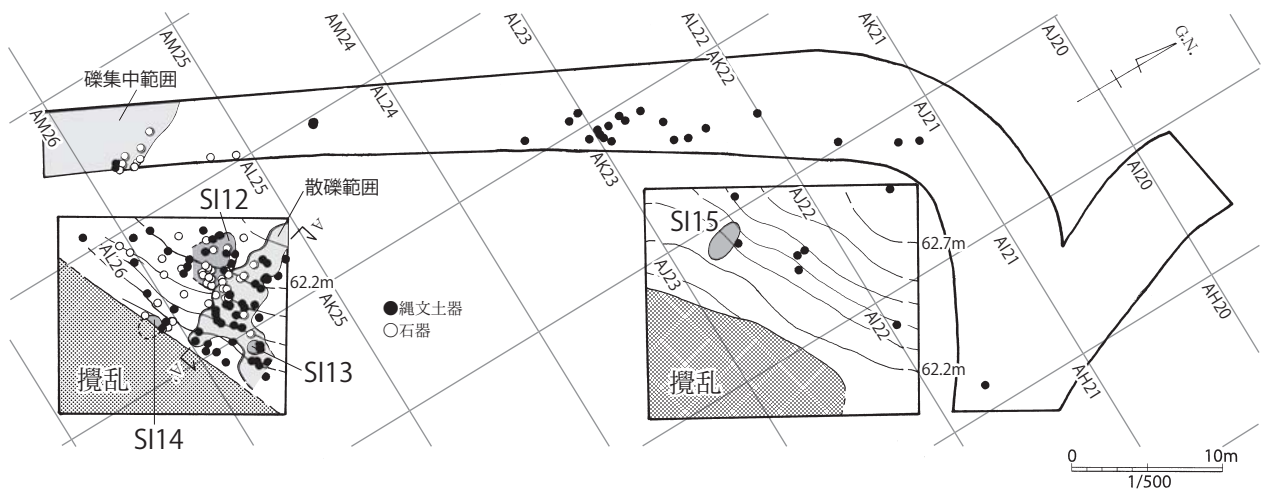 AM25
AM24
AL23
AL22
AK22
AK21
AJ20
G.N.
礫集中範囲
AM26
AL24
AL25
AK23
AJ21
AI20
SI12
散礫範囲
A
AL26
62.2m
AK25
●縄文土器
○石器
SI15
AJ22
62.7m
AI21
AJ23
AI22
AH20
A'
SI13
攪乱
攪乱
62.2m
AH21
SI14
0 10m
1/500